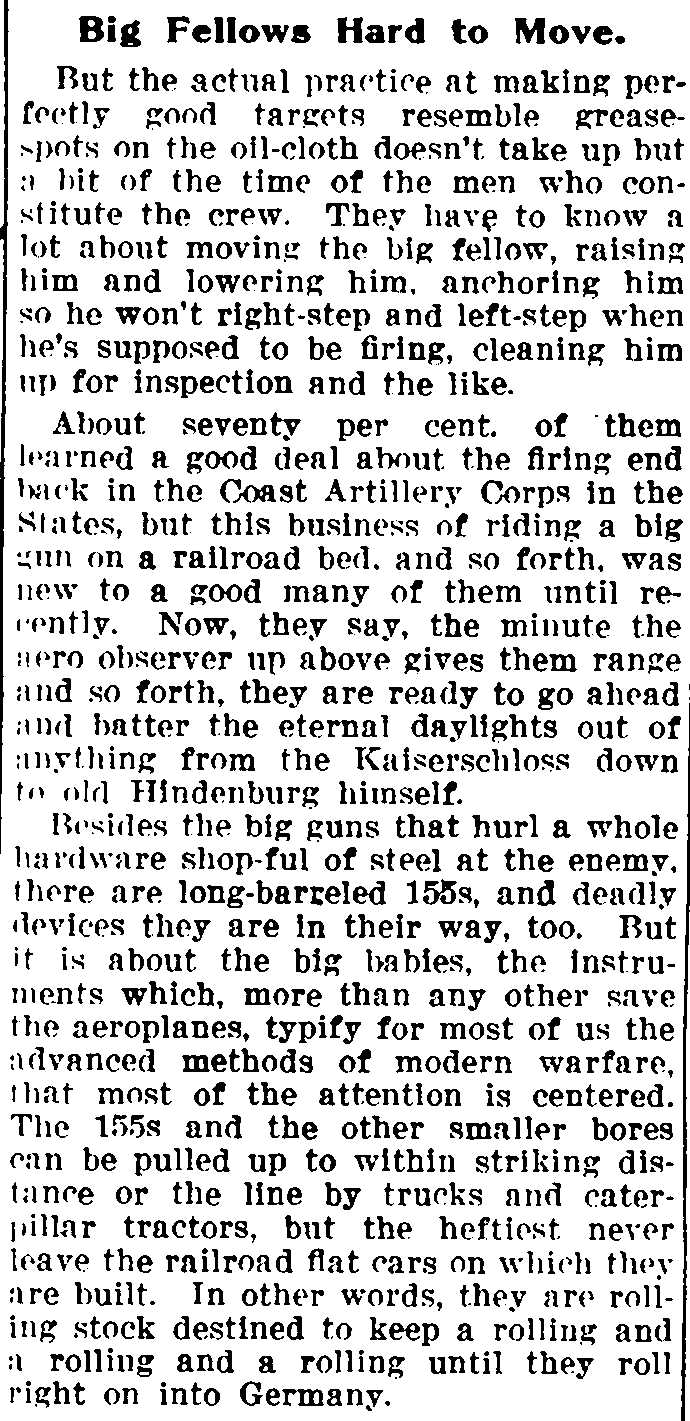 Big Fellows Hard to Move.
But the actual practice at making per-
fectly good targets resemble grease-
spots on the oil-cloth doesn't take up but
a bit of the time of the men who con-
stitute the crew. They have to know a
lot about moving the big fellow, raising
him and lowering him, anchoring him
so he won't right-step and left-step when
he's supposed to be firing, cleaning him
up for inspection and the like.
About seventy per cent. of them
learned a good deal about the firing end
back in the Coast Artillery Corps in the
States, but this business of riding a big
gun on a railroad bed, and so forth, was
new to a good many of them until re-
cently. Now, they say, the minute the
aero observer up above gives them range
and so forth, they are ready to go ahead
and batter the eternal daylights out of
anything from the Kaiserschloss down
to old Hindenburg himself.
Besides the big guns that hurl a whole
hardware shop-ful of steel at the enemy,
there are long-barreled 155s, and deadly
devices they are in their way, too. But
it is about the big babies, the instru-
ments which, more than any other save
the aeroplanes, typify for most of us the
advanced methods of modern warfare,
that most of the attention is centered.
The 155s and the other smaller bores
can be pulled up to within striking dis-
tance or the line by trucks and cater-
pillar tractors, but the heftiest never
leave the railroad flat cars on which they
are built. In other words, they are roll-
ing stock destined to keep a rolling and
a rolling and a rolling until they roll
right on into Germany.